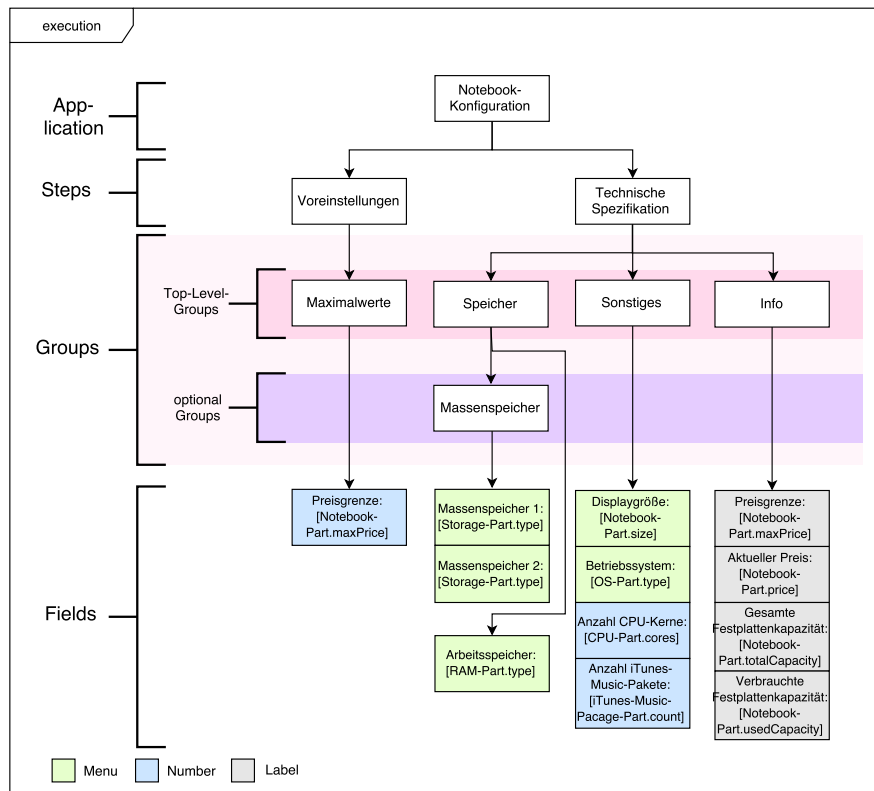 execution
App-
lication
Notebook-
Konfiguration
Steps
Voreinstellungen
Technische
Spezifikation
Groups
Top-Level-
Groups
Maximalwerte
Speicher
Sonstiges
Info
optional
Groups
Massenspeicher
Fields
Preisgrenze:
[Notebook-
Part.maxPrice]
Massenspeicher 1:
[Storage-Part.type]
Massenspeicher 2:
[Storage-Part.type]
Arbeitsspeicher:
[RAM-Part.type]
Displaygröße:
[Notebook-
Part.size]
Betriebssystem:
[OS-Part.type]
Anzahl CPU-Kerne:
[CPU-Part.cores]
Anzahl iTunes-
Music-Pakete:
[iTunes-Music-
Pacage-Part.count]
Preisgrenze:
[Notebook-
Part.maxPrice]
Aktueller Preis:
[Notebook-
Part.price]
Gesamte
Festplattenkapazität:
[Notebook-
Part.totalCapacity]
Verbrauchte
Festplattenkapazität:
[Notebook-
Part.usedCapacity]
Menu
Number
Label